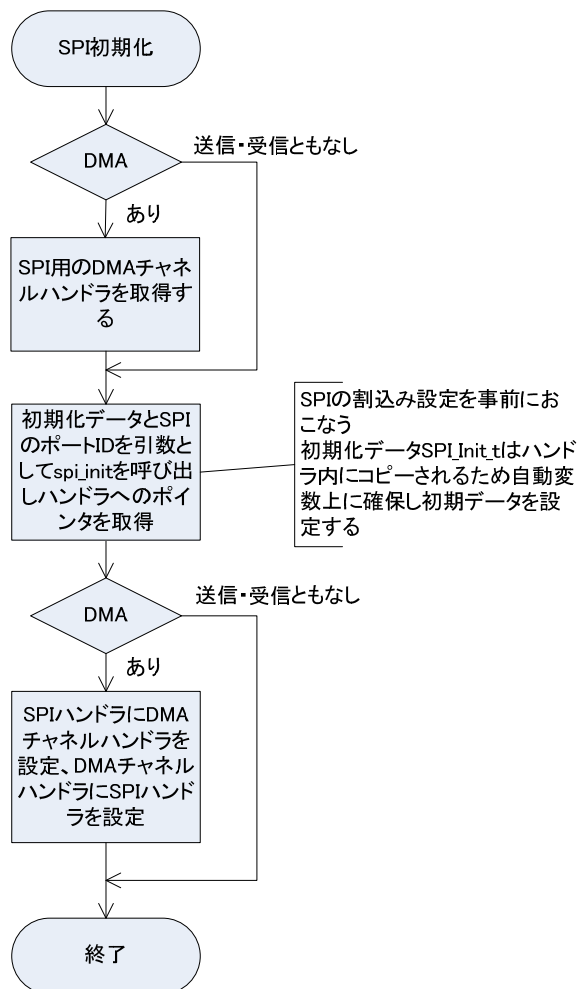 SPI初期化
DMA
送信・受信ともなし
あり
SPI用のDMAチャネ
ルハンドラを取得す
る
初期化データとSPI
のポートIDを引数と
してspi_initを呼び出
しハンドラへのポイ
ンタを取得
SPIの割込み設定を事前にお
こなう
初期化データSPI_Init_tはハンド
ラ内にコピーされるため自動変
数上に確保し初期データを設
定する
DMA
送信・受信ともなし
あり
SPIハンドラにDMA
チャネルハンドラを
設定、DMAチャネル
ハンドラにSPIハンド
ラを設定
終了